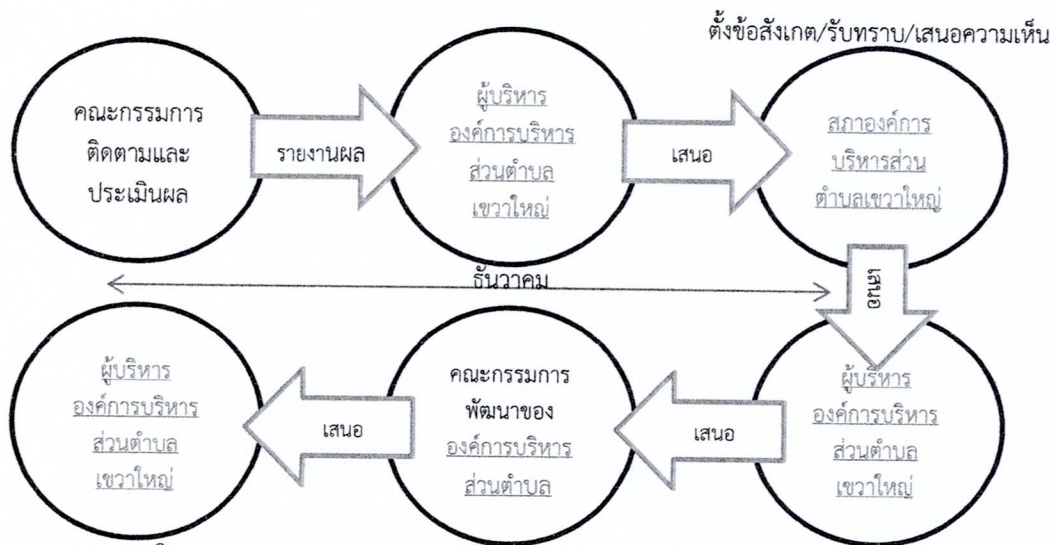 ตั้งข้อสังเกต/รับทราบ/เสนอความเห็น
คณะกรรมการ
ติดตามและ
ประเมินผล
รายงานผล
ผู้บริหาร
องค์การบริหาร
ส่วนตำบล
เขวาใหญ่
เสนอ
สภาองค์การ
บริหารส่วน
ตำบลเขวาใหญ่
เสนอ
ธันวาคม
ผู้บริหาร
องค์การบริหาร
ส่วนตำบล
เขวาใหญ่
เสนอ
คณะกรรมการ
พัฒนาของ
องค์การบริหาร
ส่วนตำบล
เสนอ
ผู้บริหาร
องค์การบริหาร
ส่วนตำบล
เขวาใหญ่